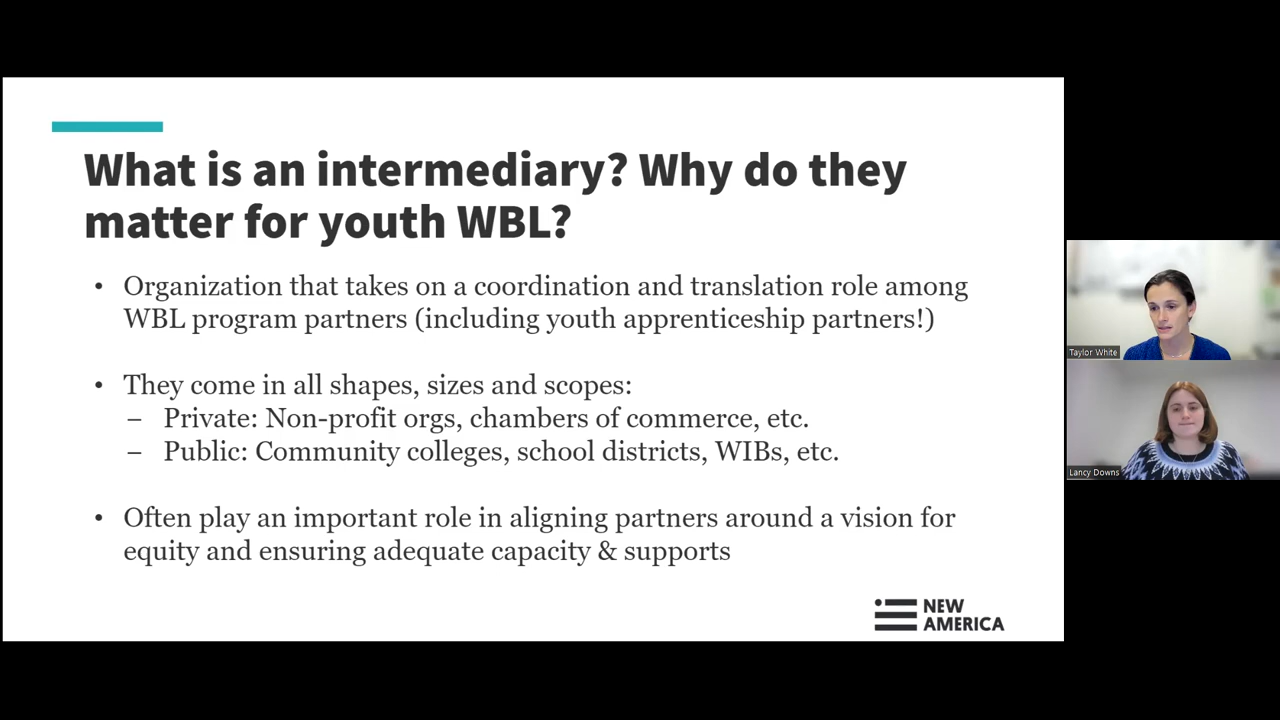 What is an intermediary? Why do they
matter for youth WBL?
• Organization that takes on a coordination and translation role among
WBL program partners (including youth apprenticeship partners!)
• They come in all shapes, sizes and scopes:
– Private: Non-profit orgs, chambers of commerce, etc.
– Public: Community colleges, school districts, WIBs, etc.
• Often play an important role in aligning partners around a vision for
equity and ensuring adequate capacity & supports
NEW
AMERICA
Taylor White
Lancy Downs